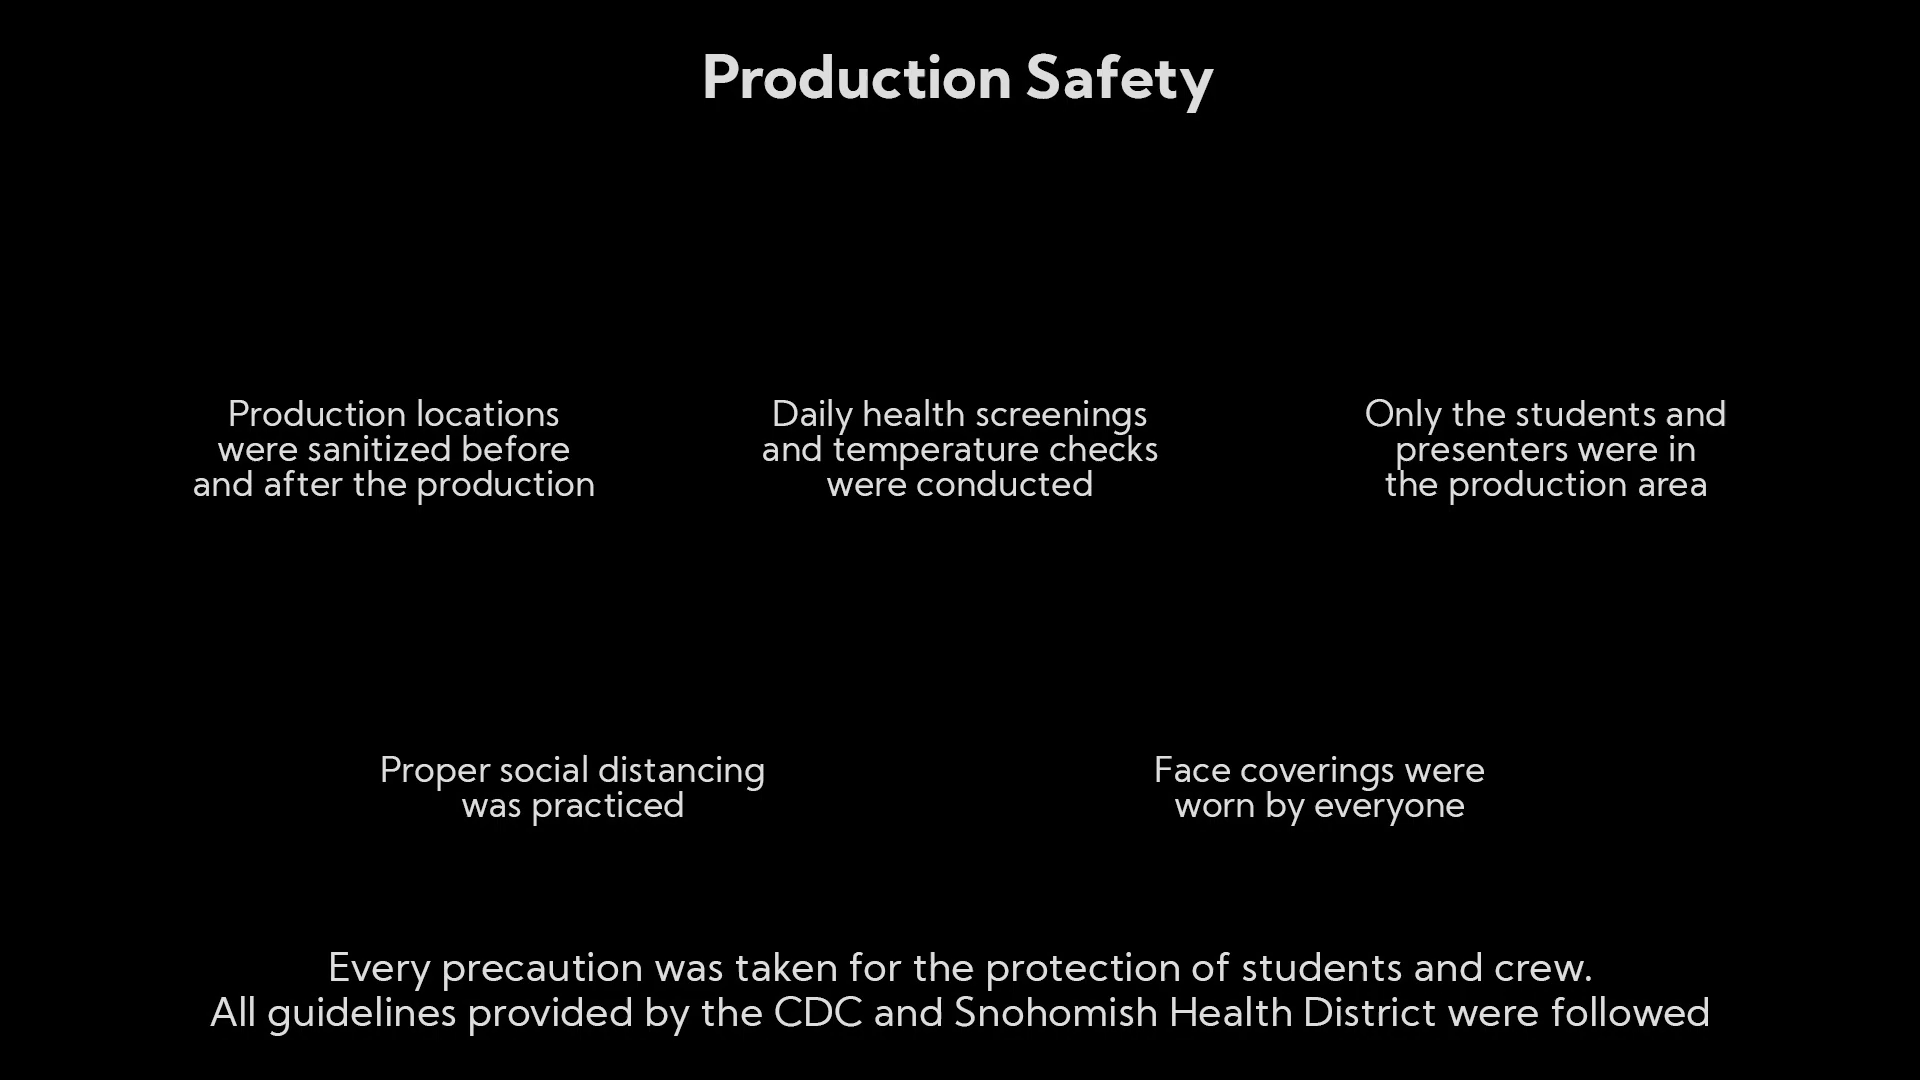 Production Safety
Production locations
were sanitized before
and after the production
Daily health screenings
and temperature checks
were conducted
Only the students and
presenters were in
the production area
Proper social distancing
was practiced
Face coverings were
worn by everyone
Every precaution was taken for the protection of students and crew.
All guidelines provided by the CDC and Snohomish Health District were followed